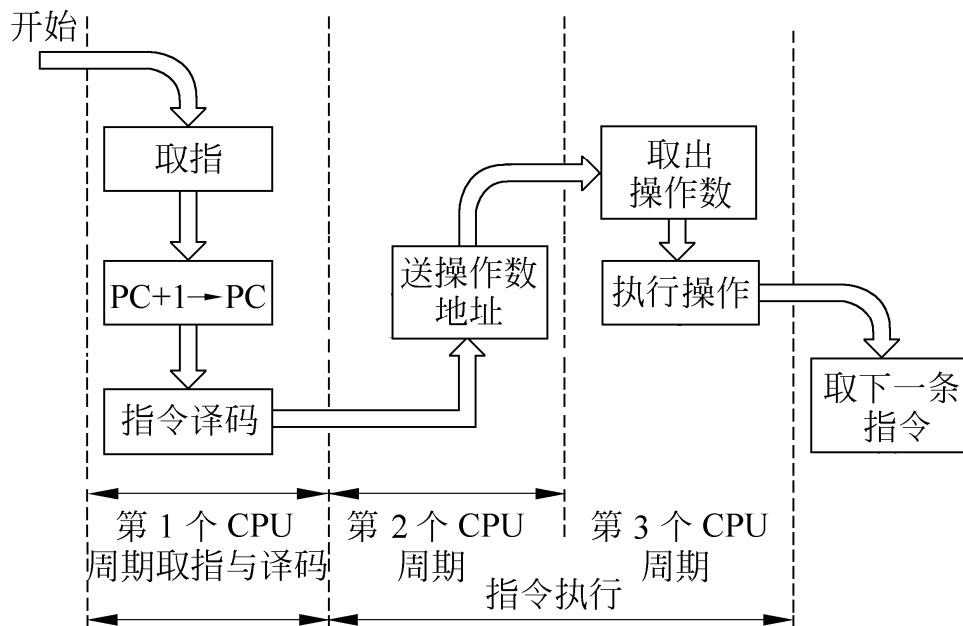 开始
取指
PC+1→PC
指令译码
送操作数
地址
取出
操作数
执行操作
取下一条
指令
第 1 个 CPU
周期取指与译码
第 2 个 CPU
周期
第 3 个 CPU
周期
指令执行